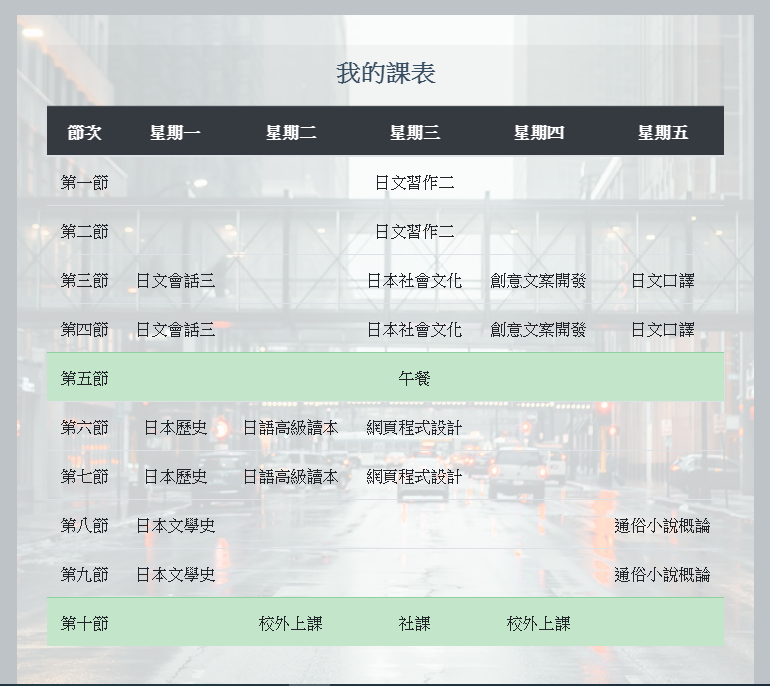 我的課表
節次 星期一 星期二 星期三 星期四 星期五
第一節 日文習作二
第二節 日文習作二
第三節 日文會話三 日本社會文化 創意文案開發 日文口譯
第四節 日文會話三 日本社會文化 創意文案開發 日文口譯
第五節 午餐
第六節 日本歷史 日語高級讀本 網頁程式設計
第七節 日本歷史 日語高級讀本 網頁程式設計
第八節 日本文學史 通俗小說概論
第九節 日本文學史 通俗小說概論
第十節 校外上課 社課 校外上課